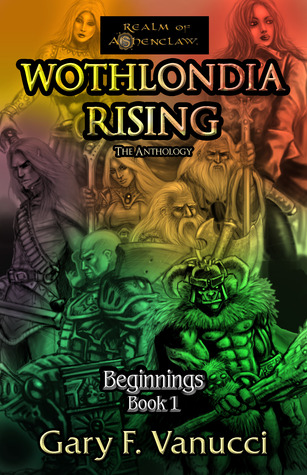 REALM OF
ASHENCLAW
WOTHLONDIA
RISING
THE ANTHOLOGY
Beginnings
Book 1
Gary F. Vanucci